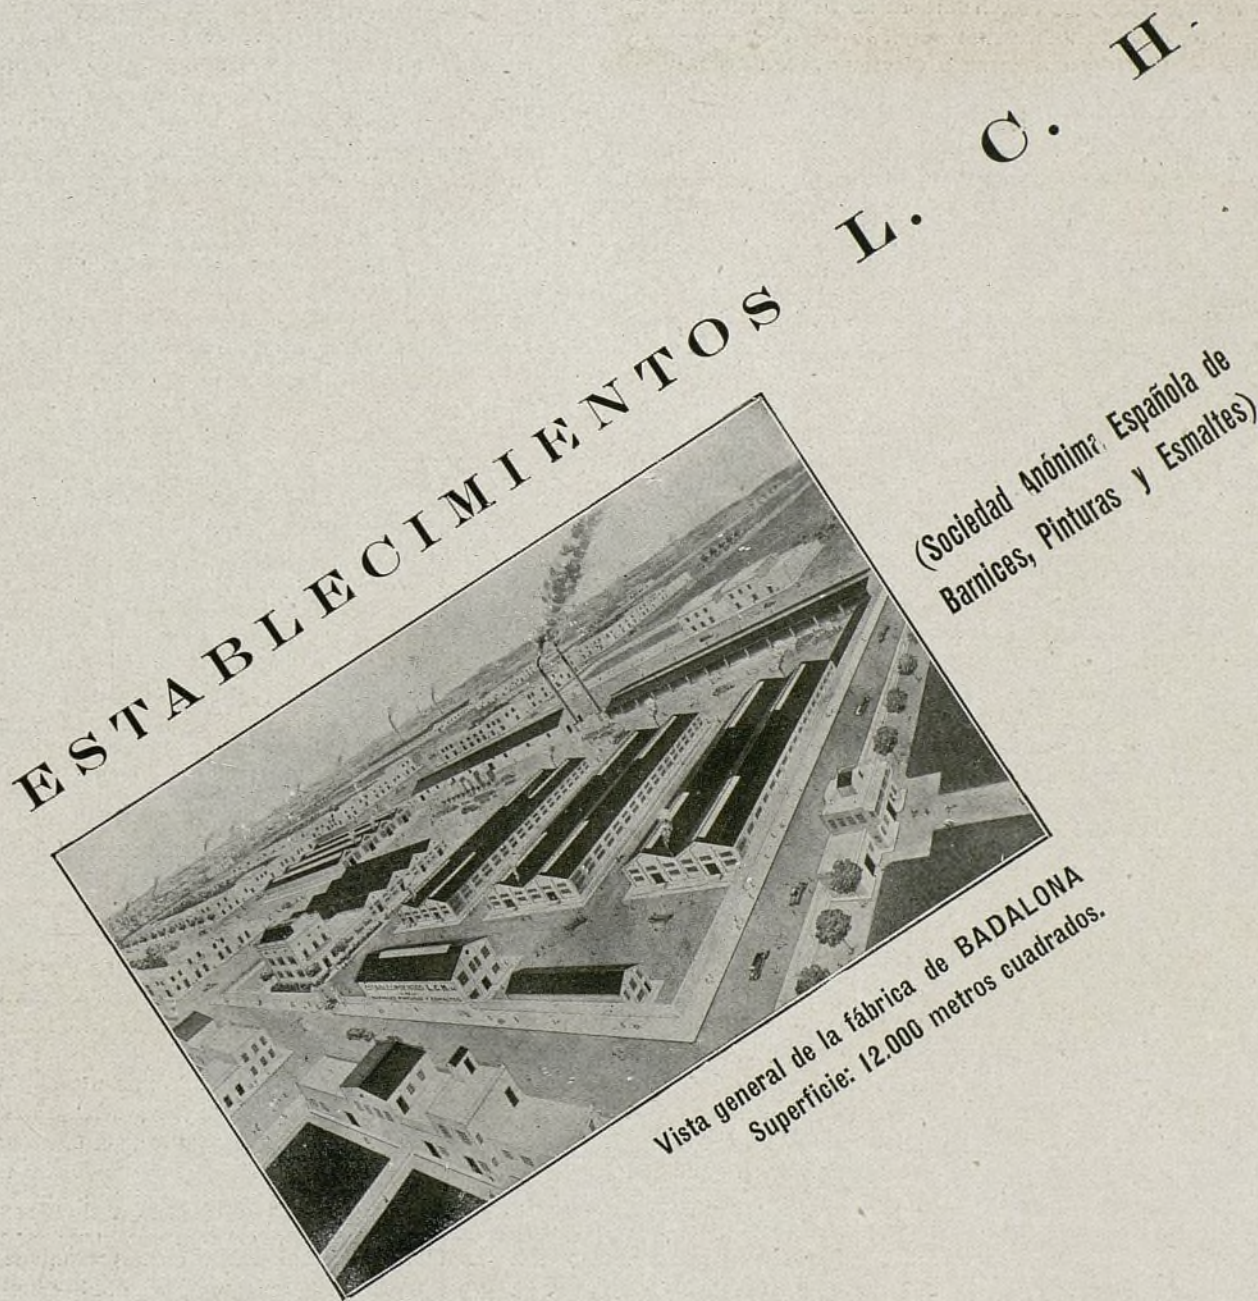 ESTABLECIMIENTOS L. C. H.
(Sociedad Anónima Española de
Barnices, Pinturas y Esmaltes)
ESTABLECIMIENTOS L.C.H.
Vista general de la fábrica de BADALONA
Superficie: 12.000 metros cuadrados.